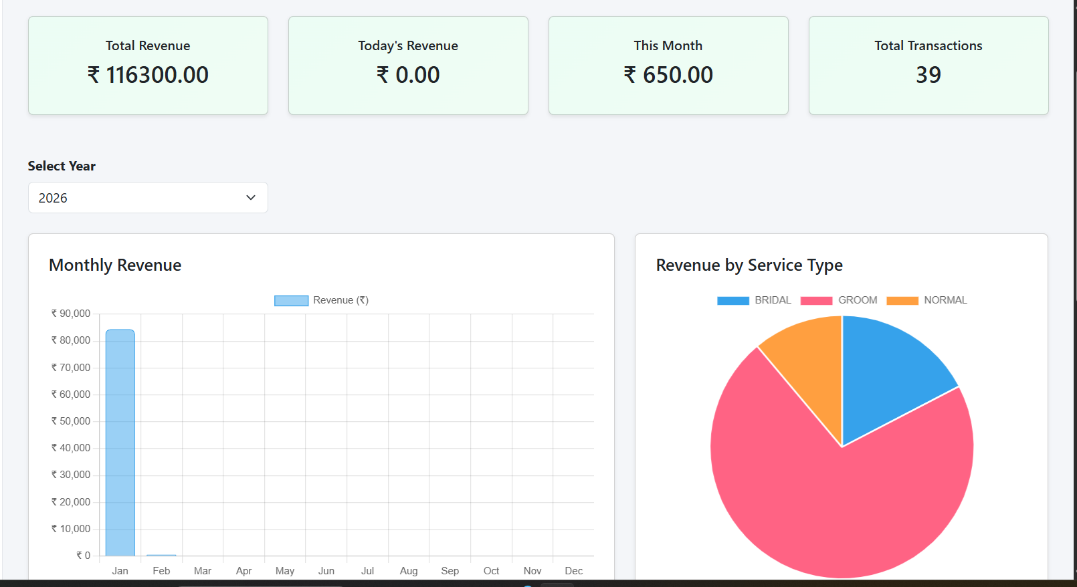 Total Revenue
₹ 116300.00
Today's Revenue
₹ 0.00
This Month
₹ 650.00
Total Transactions
39
Select Year
2026
Monthly Revenue
Revenue (₹)
₹ 90,000
₹ 80,000
₹ 70,000
₹ 60,000
₹ 50,000
₹ 40,000
₹ 30,000
₹ 20,000
₹ 10,000
₹ 0
Jan Feb Mar Apr May Jun Jul Aug Sep Oct Nov Dec
Revenue by Service Type
BRIDAL GROOM NORMAL